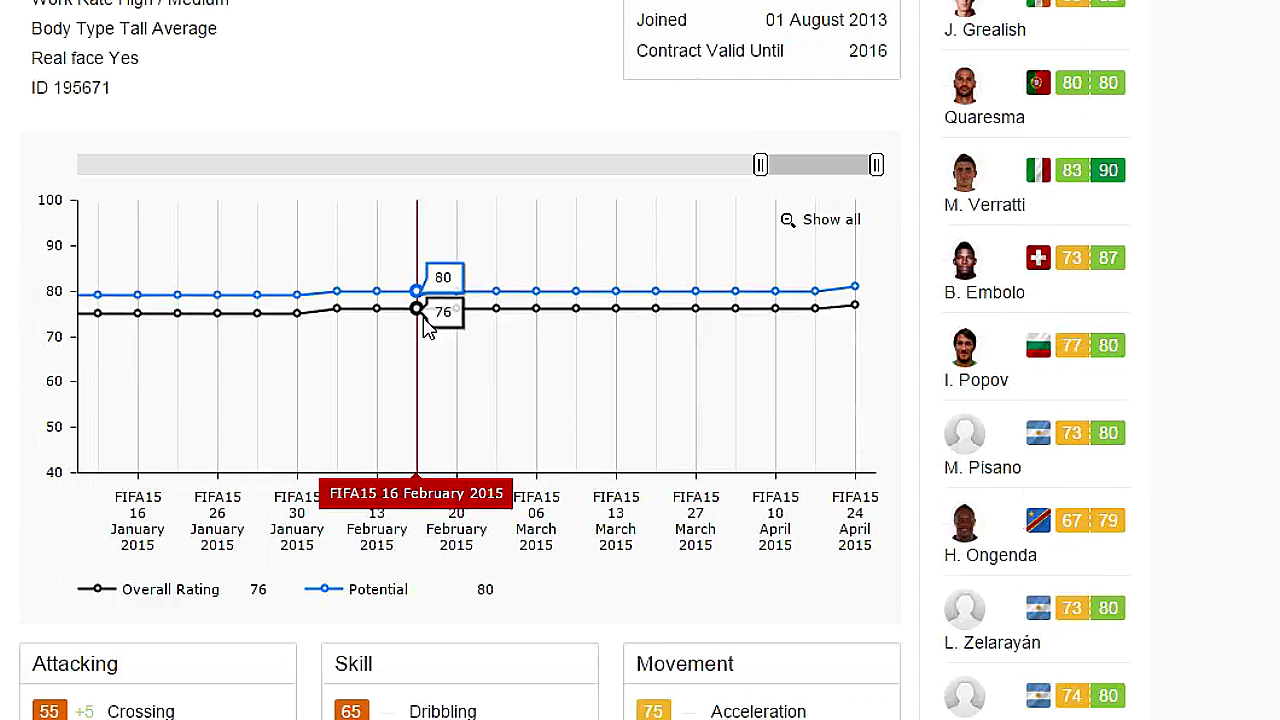 Work Rate High / Medium
Body Type Tall Average
Real face Yes
ID 195671
Joined 01 August 2013
Contract Valid Until 2016
Show all
100
90
80
70
60
50
40
80
76
FIFA15 16 February 2015
FIFA15 16 January 2015
FIFA15 26 January 2015
FIFA15 30 January 2015
13 February 2015
20 February 2015
FIFA15 06 March 2015
FIFA15 13 March 2015
FIFA15 27 March 2015
FIFA15 10 April 2015
FIFA15 24 April 2015
Overall Rating 76 Potential 80
Attacking
55 +5 Crossing
Skill
65 Dribbling
Movement
75 Acceleration
J. Grealish
80 80
Quaresma
83 90
M. Verratti
73 87
B. Embolo
77 80
I. Popov
73 80
M. Pisano
67 79
H. Ongenda
73 80
L. Zelarayán
74 80